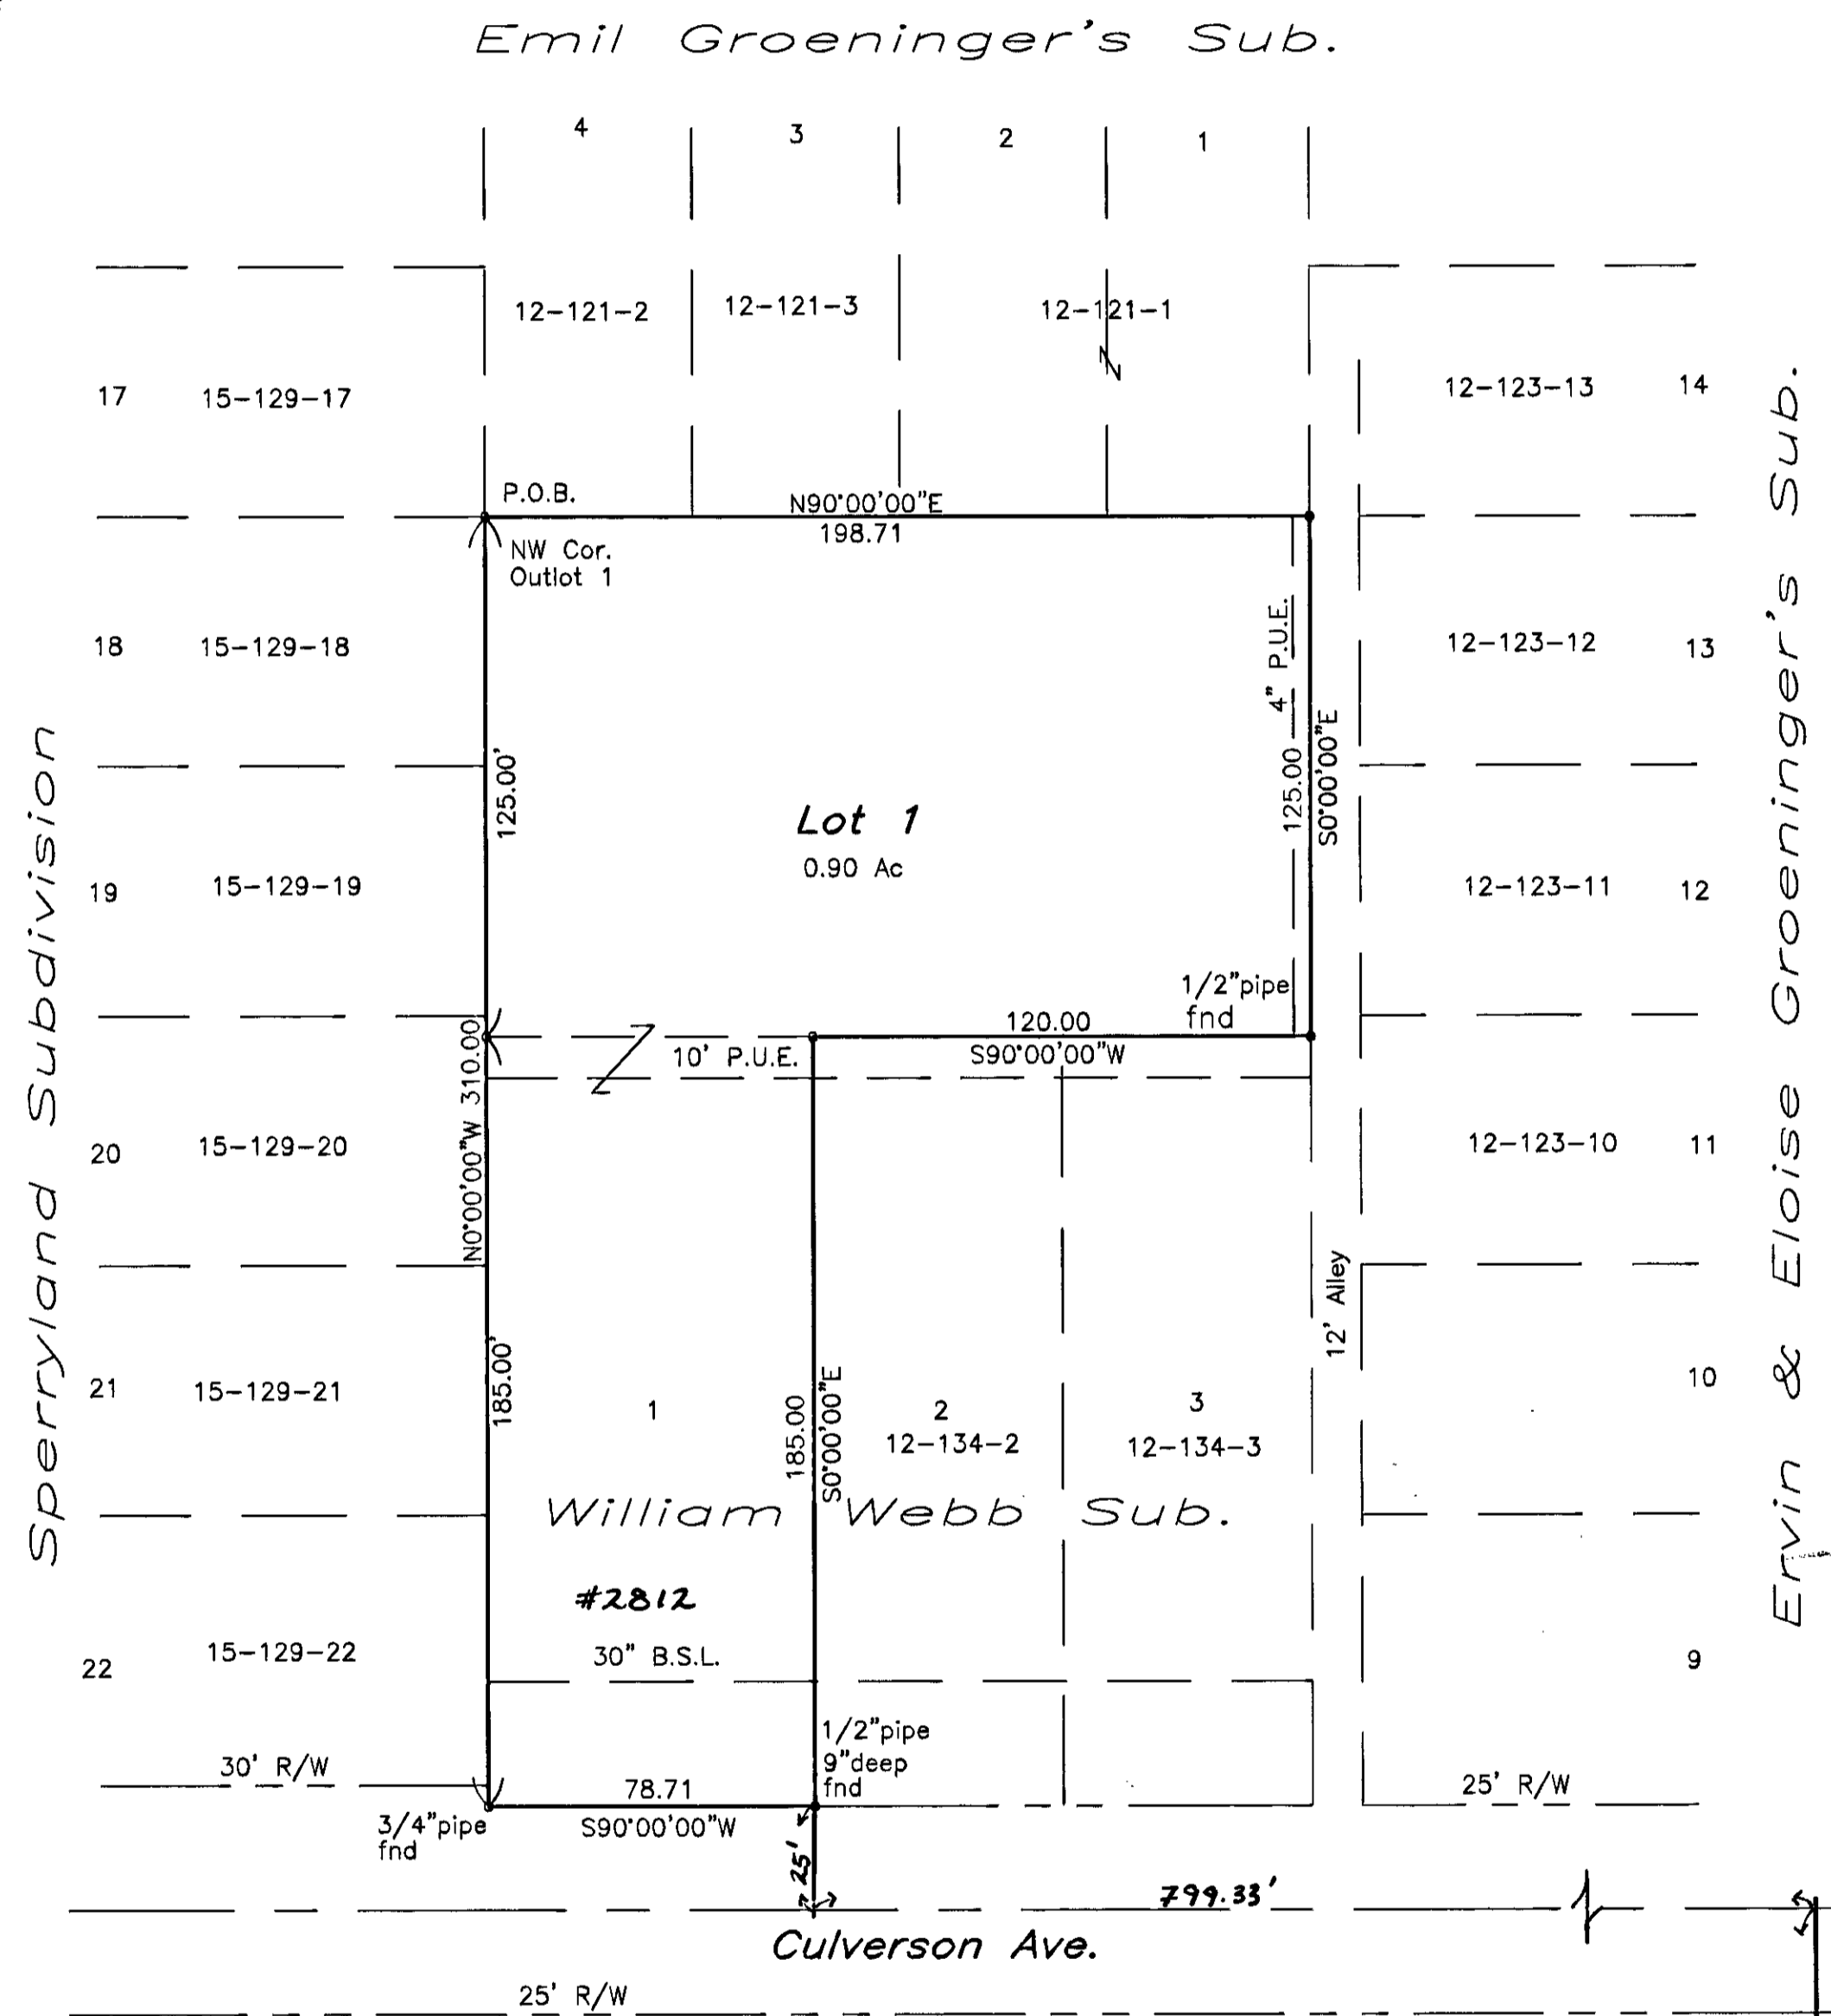 Emil Groeninger's Sub.
4
3
2
1
12-121-2
12-121-3
12-121-1
17
15-129-17
12-123-13
14
P.O.B.
N90°00'00"E
198.71
NW Cor.
Outlot 1
18
15-129-18
4" P.U.E.
12-123-12
13
125.00'
125.00
S0°00'00"E
Lot 1
0.90 Ac
19
15-129-19
12-123-11
12
Sperryland Subdivision
Ervin & Eloise Groeninger's Sub.
1/2"pipe
fnd
120.00
S90°00'00"W
10' P.U.E.
N0°00'00"W 310.00
20
15-129-20
12-123-10
11
12' Alley
21
15-129-21
185.00'
1
185.00
S0°00'00"E
2
12-134-2
3
12-134-3
10
William Webb Sub.
#2812
30" B.S.L.
22
15-129-22
9
1/2"pipe
9"deep
fnd
30' R/W
78.71
S90°00'00"W
25' R/W
3/4"pipe
fnd
25'
799.33'
Culverson Ave.
25' R/W